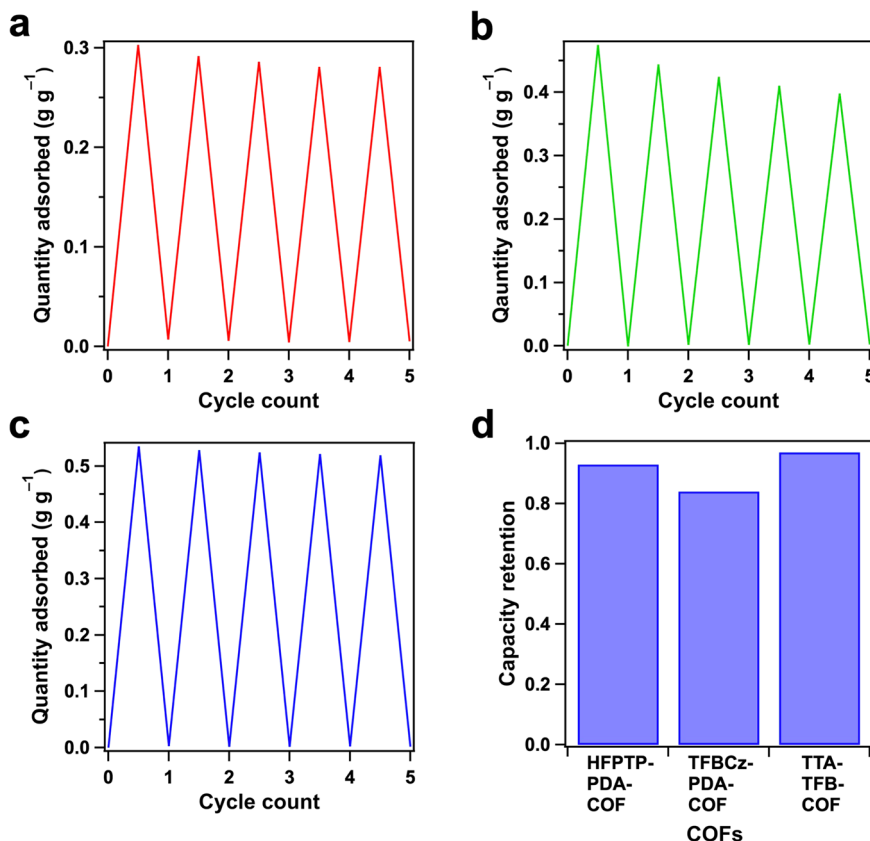 a
Quantity adsorbed (g g⁻¹)
0.3
0.2
0.1
0.0
0 1 2 3 4 5
Cycle count
b
Qauntity adsorbed (g g⁻¹)
0.4
0.3
0.2
0.1
0.0
0 1 2 3 4 5
Cycle count
c
Quantity adsorbed (g g⁻¹)
0.5
0.4
0.3
0.2
0.1
0.0
0 1 2 3 4 5
Cycle count
d
Capacity retention
1.0
0.8
0.6
0.4
0.2
0.0
HFPTP-
PDA-
COF
TFBCz-
PDA-
COF
TTA-
TFB-
COF
COFs